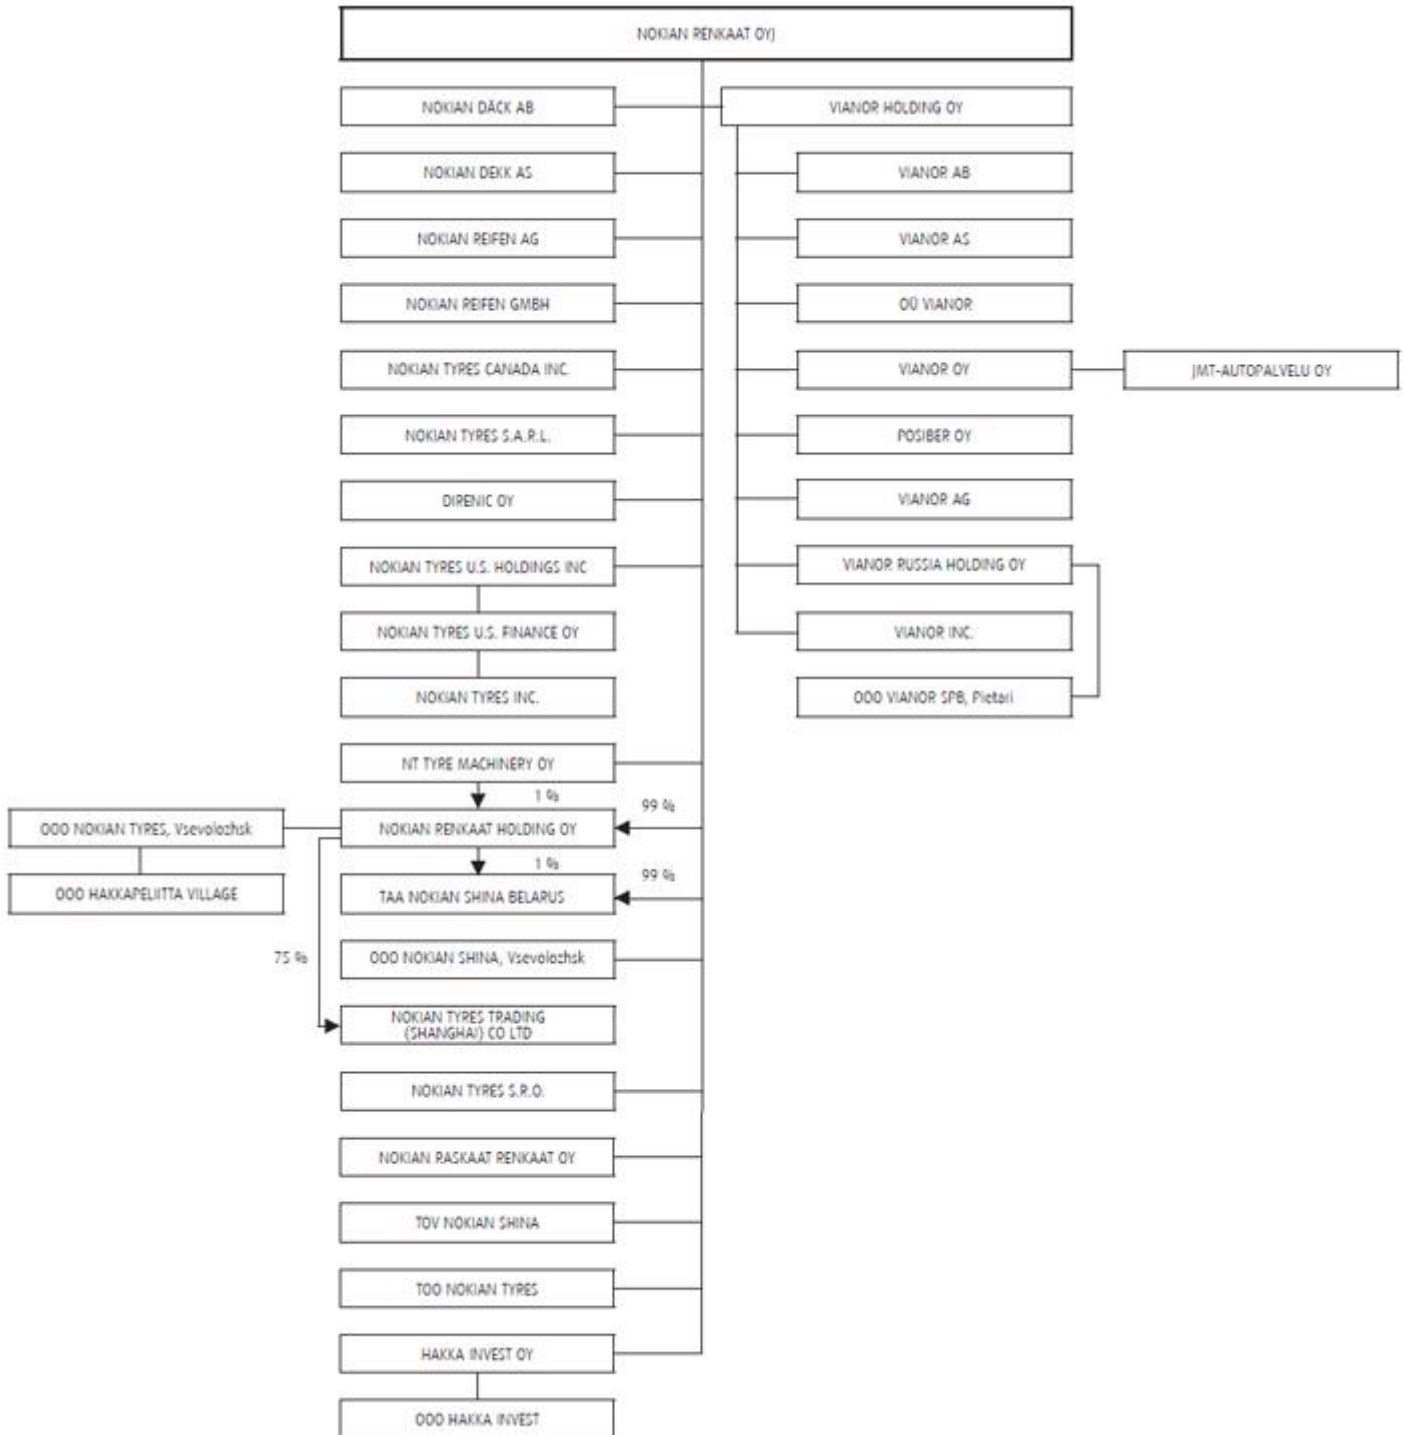 NOKIAN RENKAAT OYJ
NOKIAN DÄCK AB
VIANOR HOLDING OY
NOKIAN DEKK AS
VIANOR AB
NOKIAN REIFEN AG
VIANOR AS
NOKIAN REIFEN GMBH
OÜ VIANOR
NOKIAN TYRES CANADA INC.
VIANOR OY
JMT-AUTOPALVELU OY
NOKIAN TYRES S.A.R.L.
POSIBER OY
DIRENIC OY
VIANOR AG
NOKIAN TYRES U.S. HOLDINGS INC
VIANOR RUSSIA HOLDING OY
NOKIAN TYRES U.S. FINANCE OY
VIANOR INC.
NOKIAN TYRES INC.
OOO VIANOR SPB, Pietari
NT TYRE MACHINERY OY
1 %
99 %
OOO NOKIAN TYRES, Vsevolozhsk
NOKIAN RENKAAT HOLDING OY
1 %
99 %
OOO HAKKAPELIITTA VILLAGE
TAA NOKIAN SHINA BELARUS
75 %
OOO NOKIAN SHINA, Vsevolozhsk
NOKIAN TYRES TRADING
(SHANGHAI) CO LTD
NOKIAN TYRES S.R.O.
NOKIAN RASKAAT RENKAAT OY
TOV NOKIAN SHINA
TOO NOKIAN TYRES
HAKKA INVEST OY
OOO HAKKA INVEST